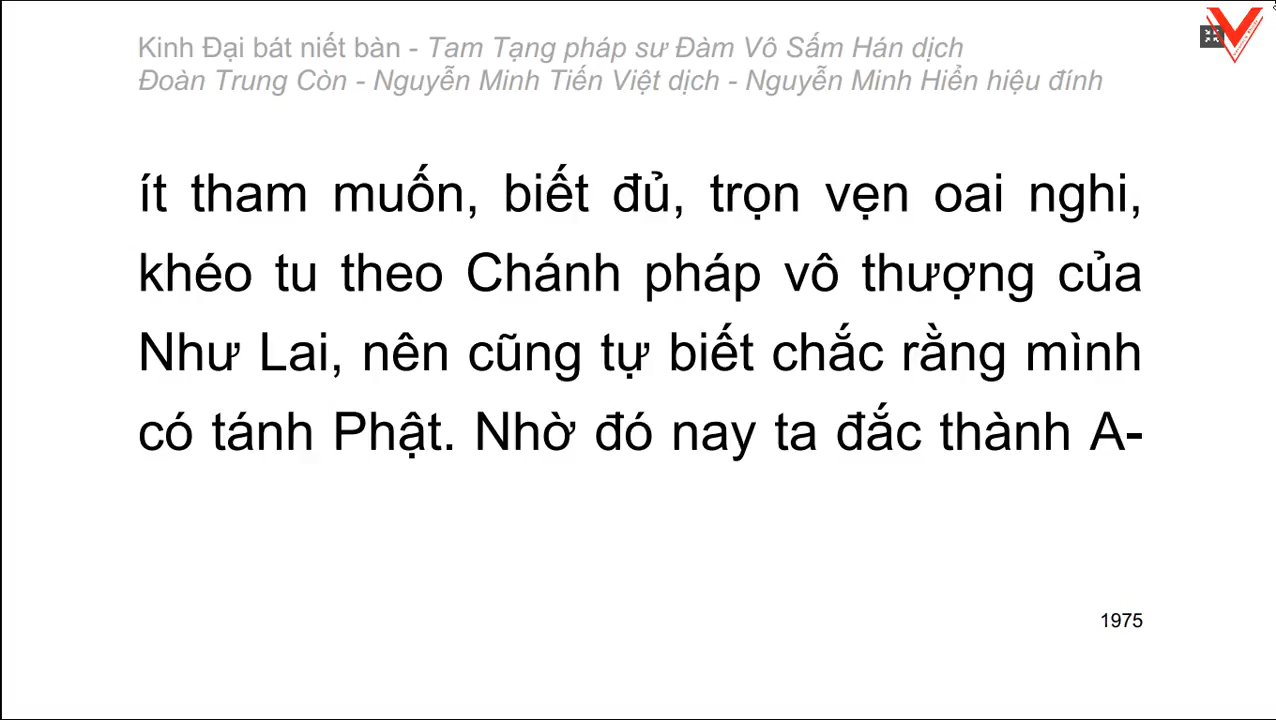 Kinh Đại bát niết bàn - Tam Tạng pháp sư Đàm Vô Sấm Hán dịch
Đoàn Trung Còn - Nguyễn Minh Tiến Việt dịch - Nguyễn Minh Hiển hiệu đính
ít tham muốn, biết đủ, trọn vẹn oai nghi,
khéo tu theo Chánh pháp vô thượng của
Như Lai, nên cũng tự biết chắc rằng mình
có tánh Phật. Nhờ đó nay ta đắc thành A-
1975